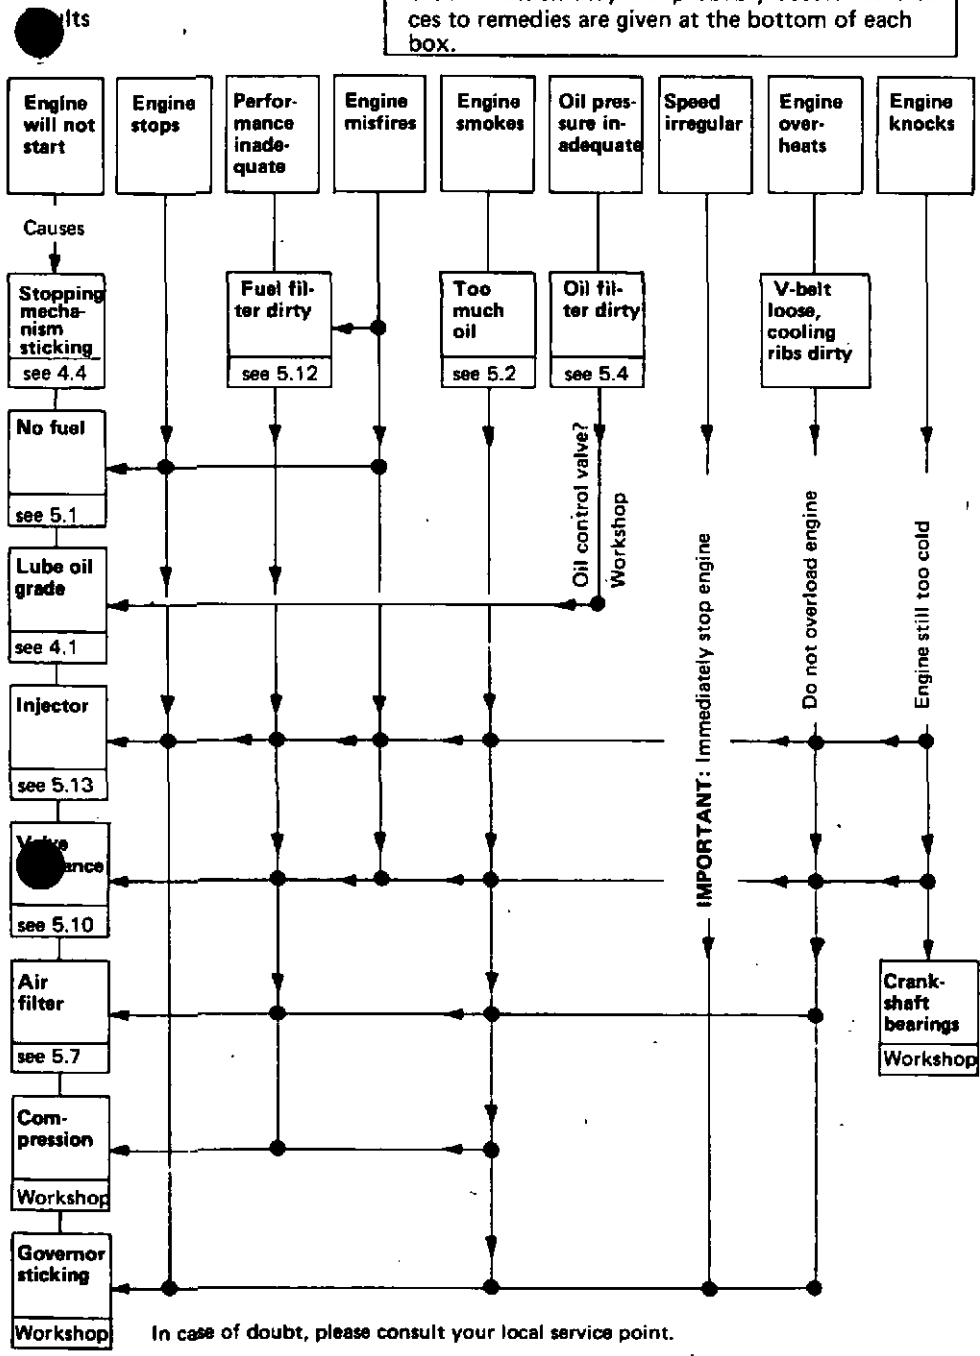 ces to remedies are given at the bottom of each
box.
Engine
will not
start
Engine
stops
Perfor-
mance
inade-
quate
Engine
misfires
Engine
smokes
Oil pres-
sure in-
adequate
Speed
irregular
Engine
over-
heats
Engine
knocks
Causes
Stopping
mecha-
nism
sticking
see 4.4
Fuel fil-
ter dirty
see 5.12
Too
much
oil
see 5.2
Oil fil-
ter dirty
see 5.4
V-belt
loose,
cooling
ribs dirty
No fuel
see 5.1
Oil control valve?
Workshop
IMPORTANT: Immediately stop engine
Do not overload engine
Engine still too cold
Lube oil
grade
see 4.1
Injector
see 5.13
see 5.10
Air
filter
see 5.7
Crank-
shaft
bearings
Workshop
Com-
pression
Workshop
Governor
sticking
Workshop
In case of doubt, please consult your local service point.